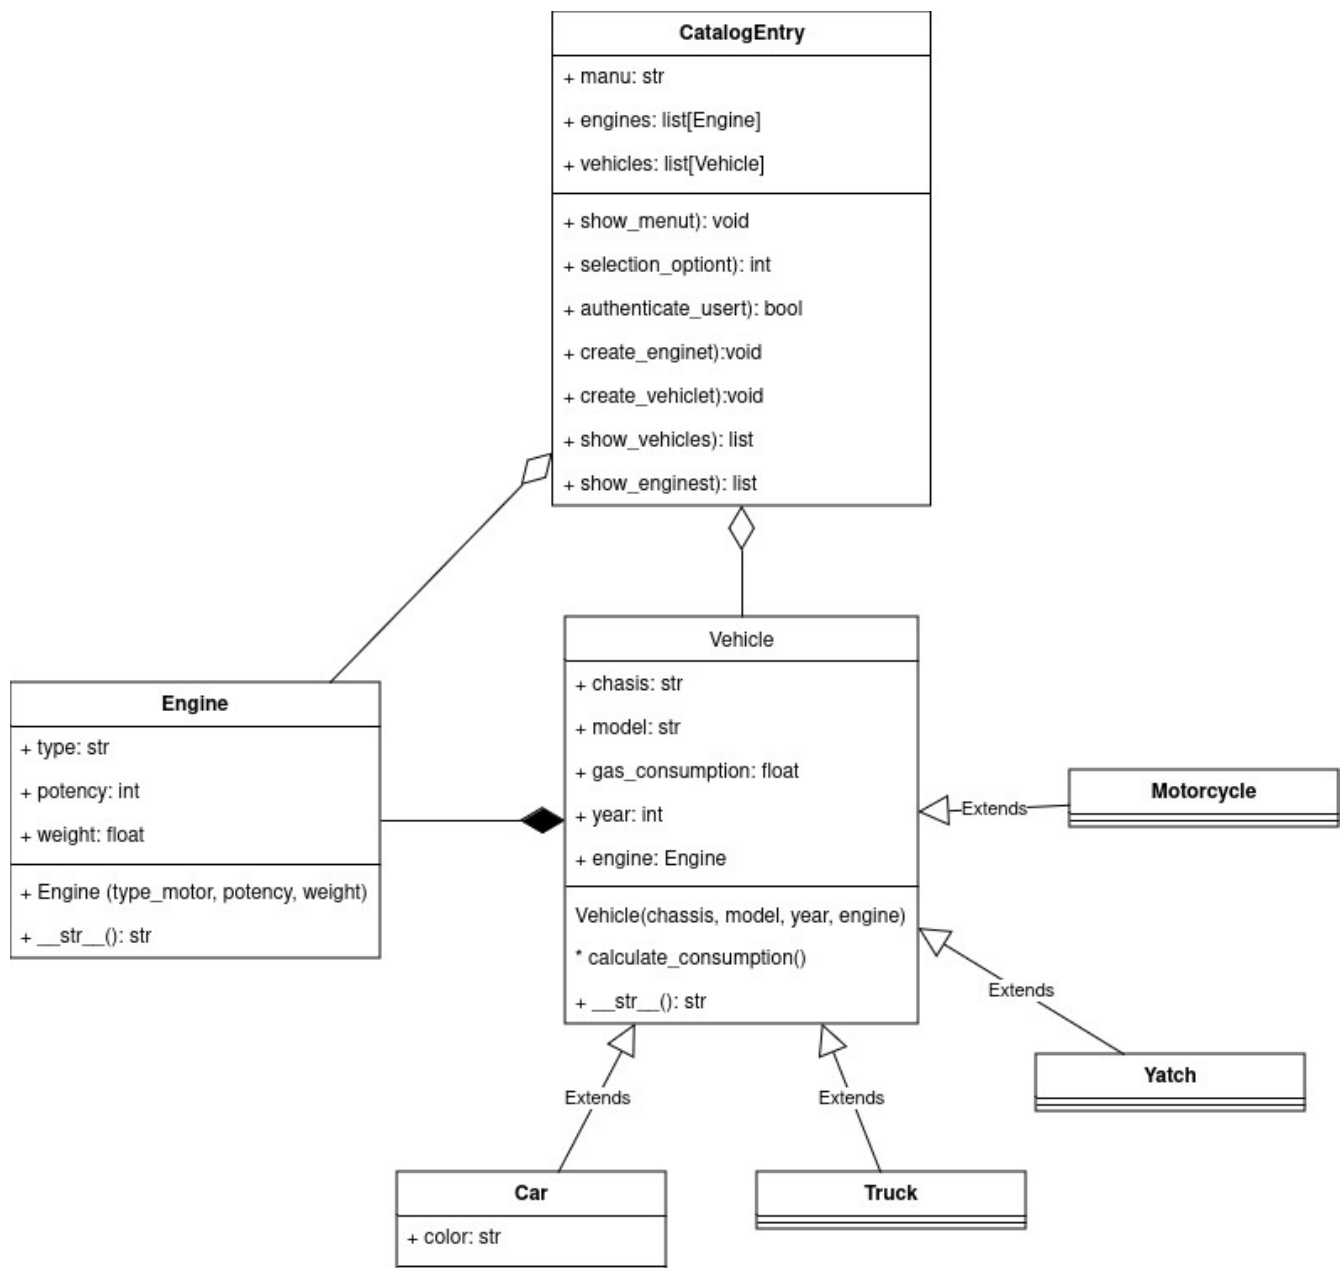 CatalogEntry
+ manu: str
+ engines: list[Engine]
+ vehicles: list[Vehicle]
+ show_menut): void
+ selection_optiont): int
+ authenticate_usert): bool
+ create_enginet):void
+ create_vehiclet):void
+ show_vehicles): list
+ show_enginest): list
Engine
+ type: str
+ potency: int
+ weight: float
+ Engine (type_motor, potency, weight)
+ __str__(): str
Vehicle
+ chasis: str
+ model: str
+ gas_consumption: float
+ year: int
+ engine: Engine
Vehicle(chassis, model, year, engine)
* calculate_consumption()
+ __str__(): str
Extends
Motorcycle
Extends
Yatch
Extends
Car
+ color: str
Extends
Truck